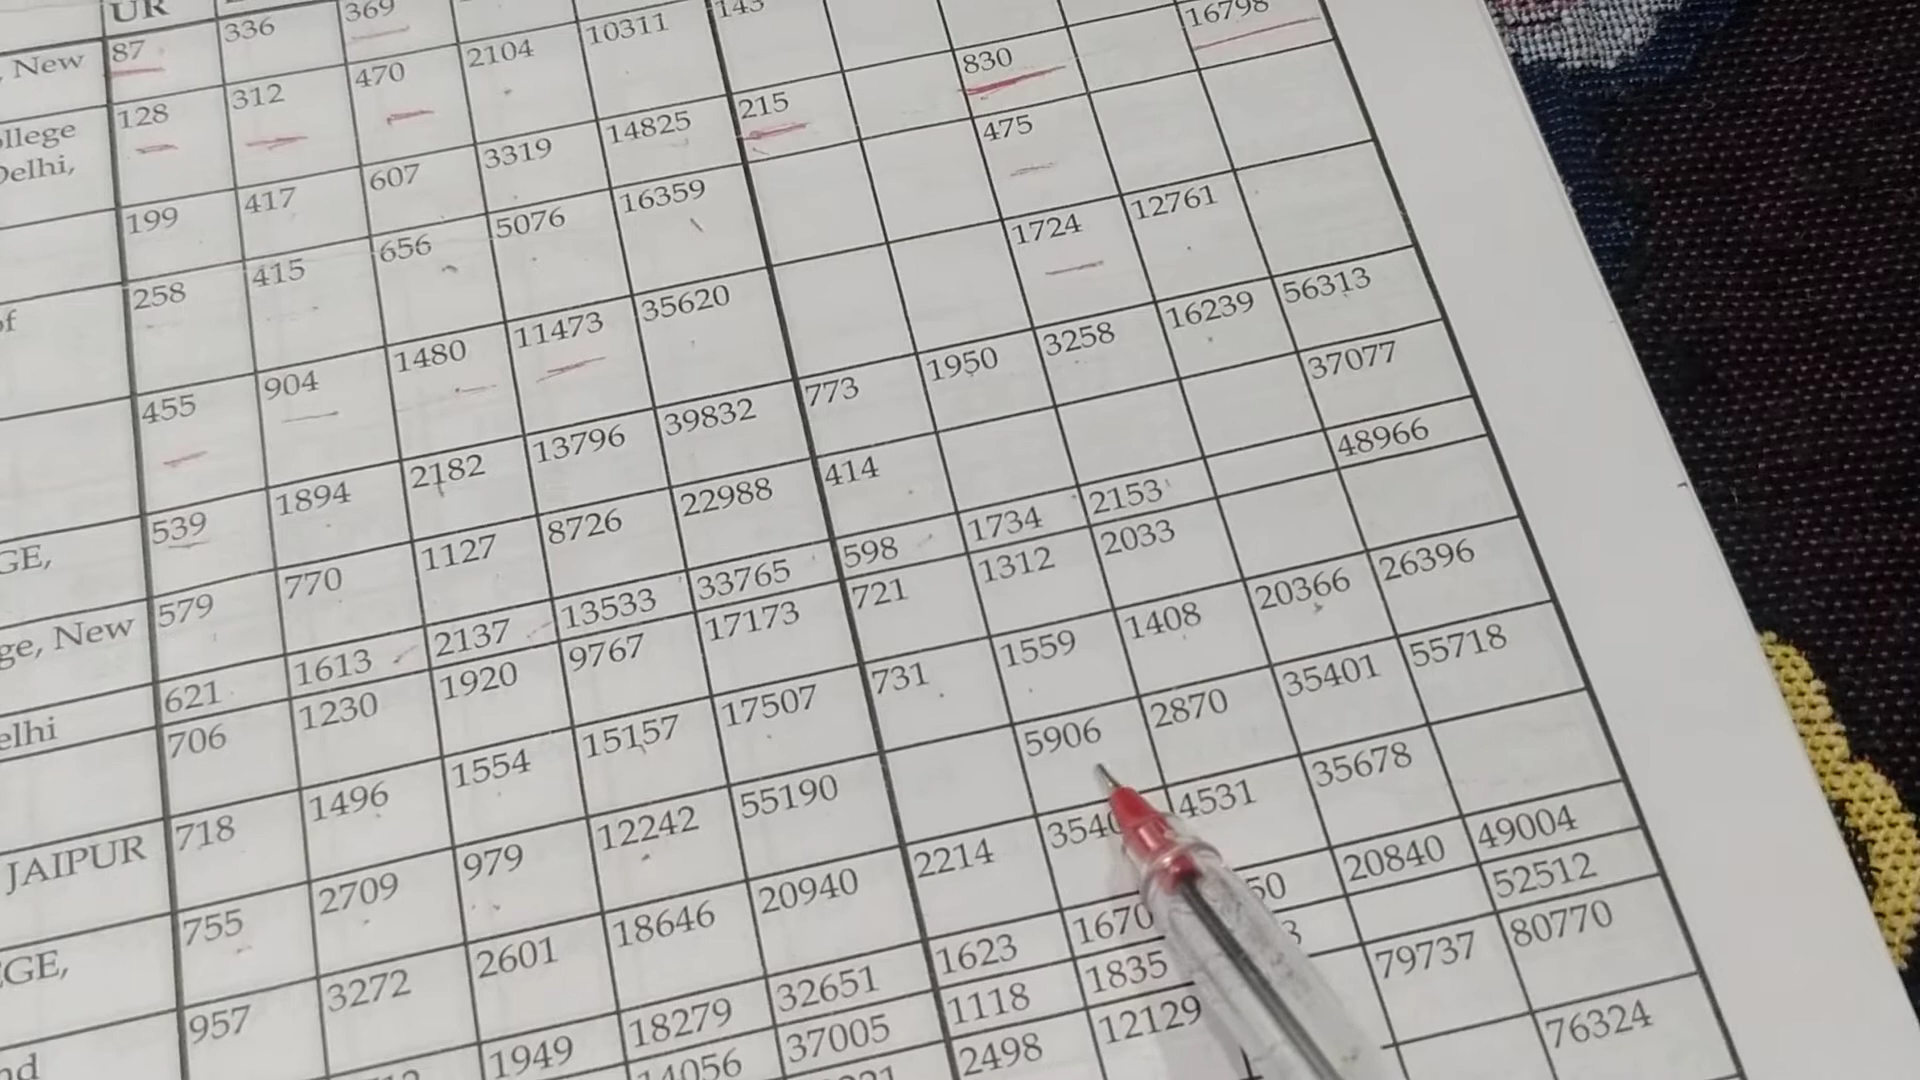 UR
, New 87 336 369
llege 128 312 470 2104 10311 143
Delhi,
199 417 607 3319 14825 215 830 16798
of 258 415 656 5076 16359 475
455 904 1480 11473 35620 1724 12761
GE, 539 1894 2182 13796 39832 773 1950 3258 16239 56313
ge, New 579 770 1127 8726 22988 414 37077
elhi 621 1613 2137 13533 33765 598 1734 2153 48966
706 1230 1920 9767 17173 721 1312 2033
JAIPUR 718 1496 1554 15157 17507 731 1559 1408 20366 26396
GE, 755 2709 979 12242 55190 5906 2870 35401 55718
nd 957 3272 2601 18646 20940 2214 4531 35678
1949 18279 32651 1623 1670 50 20840 49004
14056 37005 1118 1835 3 52512
2498 12129 79737 80770
76324